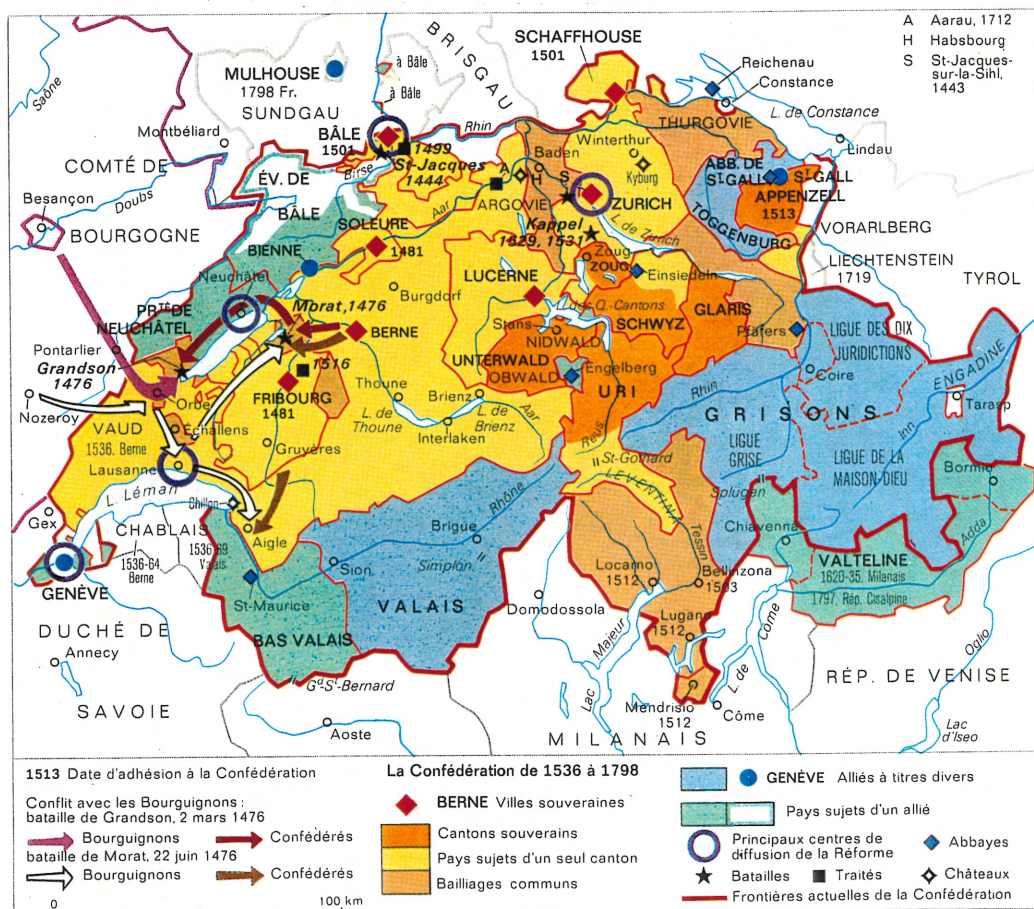 A Aarau, 1712
H Habsbourg
S St-Jacques-
sur-la-Sihl,
1443
SCHAFFHOUSE
1501
BRISGAU
à Bâle
à Bâle
MULHOUSE
1798 Fr.
SUNDGAU
Saône
Montbéliard
Reichenau
Constance
L. de Constance
Lindau
THURGOVIE
Rhin
BÂLE
1501
1499
St-Jacques
1444
Birse
Baden
Winterthur
Kyburg
A
H
S
ZURICH
ARGOVIE
ABB. DE
St GALL
St GALL
APPENZELL
1513
TOGGENBURG
COMTÉ DE
BOURGOGNE
Besançon
Doubs
ÉV. DE
BÂLE
SOLEURE
1481
Aar
BIENNE
Kappel
1529, 1531
L. de Zurich
VORARLBERG
LIECHTENSTEIN
1719
TYROL
Neuchâtel
PRTÉ DE
NEUCHÂTEL
Morat, 1476
Burgdorf
LUCERNE
Zoug
ZOUG
Einsiedeln
L. des Q.-Cantons
SCHWYZ
GLARIS
Pfäfers
Stans
NIDWALD
UNTERWALD
OBWALD
Engelberg
URI
BERNE
1516
FRIBOURG
1481
Pontarlier
Grandson
1476
Nozeroy
Orbe
VAUD
1536, Berne
Échallens
Lausanne
Gruyères
Thoune
L. de
Thoune
Brienz
L. de
Brienz
Interlaken
Aar
Reuss
Rhin
LIGUE DES DIX
JURIDICTIONS
Coire
ENGADINE
Tarasp
Inn
GRISONS
LIGUE
GRISE
LIGUE DE LA
MAISON-DIEU
Splugen
Bormio
Adda
St-Gothard
LEVENTINA
Tessin
L. Léman
Gex
GENÈVE
CHABLAIS
1536-64
Berne
1536-69
Valais
Chillon
Aigle
St-Maurice
BAS VALAIS
Sion
VALAIS
Brigue
Simplon
Rhône
Locarno
1512
Bellinzona
1503
Lugano
1512
Mendrisio
1512
Domodossola
Chiavenna
VALTELINE
1620-35, Milanais
1797, Rép. Cisalpine
Lac
Majeur
L. de
Côme
Côme
Oglio
RÉP. DE VENISE
Lac
d'Iseo
MILANAIS
DUCHÉ DE
SAVOIE
Annecy
Gd-St-Bernard
Aoste
1513 Date d'adhésion à la Confédération
Conflit avec les Bourguignons :
bataille de Grandson, 2 mars 1476
Bourguignons Confédérés
bataille de Morat, 22 juin 1476
Bourguignons Confédérés
0 100 km
La Confédération de 1536 à 1798
BERNE Villes souveraines
Cantons souverains
Pays sujets d'un seul canton
Bailliages communs
GENÈVE Alliés à titres divers
Pays sujets d'un allié
Principaux centres de
diffusion de la Réforme
Abbayes
Batailles Traités Châteaux
Frontières actuelles de la Confédération